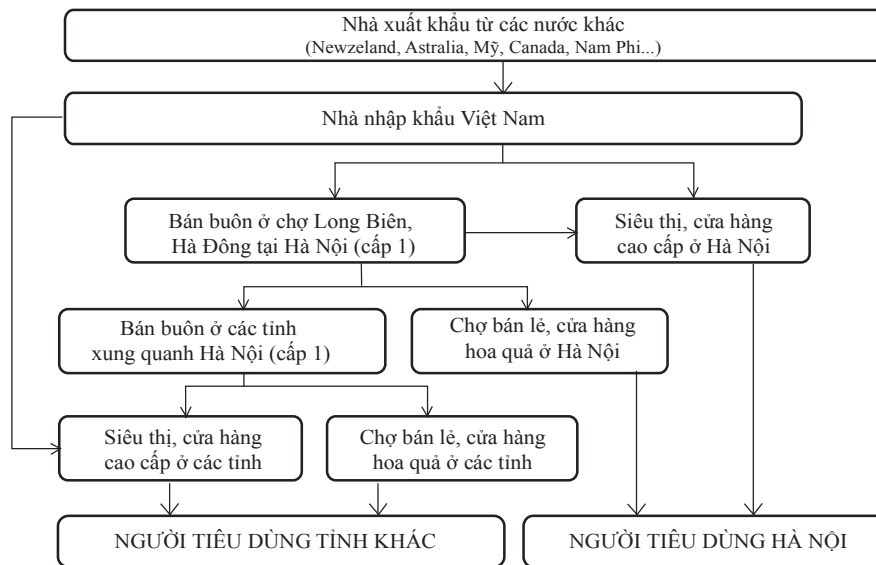 Nhà xuất khẩu từ các nước khác
(Newzeland, Astralia, Mỹ, Canada, Nam Phi...)
Nhà nhập khẩu Việt Nam
Bán buôn ở chợ Long Biên,
Hà Đông tại Hà Nội (cấp 1)
Siêu thị, cửa hàng
cao cấp ở Hà Nội
Bán buôn ở các tỉnh
xung quanh Hà Nội (cấp 1)
Chợ bán lẻ, cửa hàng
hoa quả ở Hà Nội
Siêu thị, cửa hàng
cao cấp ở các tỉnh
Chợ bán lẻ, cửa hàng
hoa quả ở các tỉnh
NGƯỜI TIÊU DÙNG TỈNH KHÁC
NGƯỜI TIÊU DÙNG HÀ NỘI